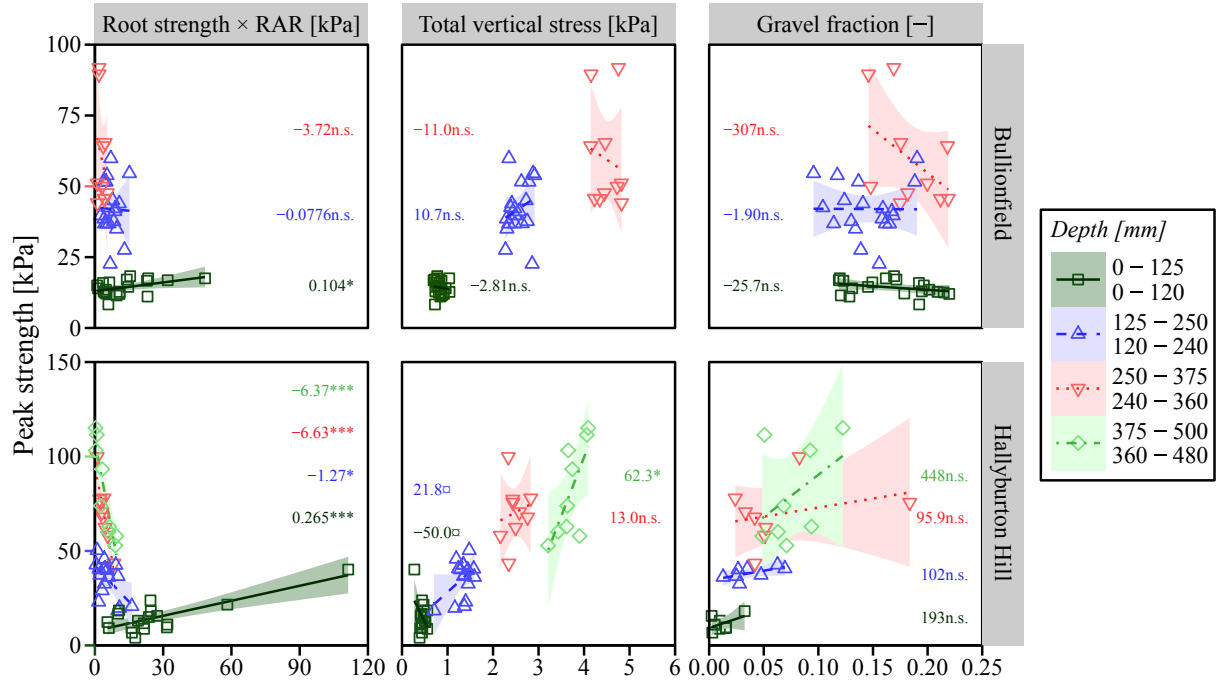 Root strength × RAR [kPa]
Total vertical stress [kPa]
Gravel fraction [−]
Peak strength [kPa]
100
75
50
25
0
−3.72n.s.
−0.0776n.s.
0.104*
−11.0n.s.
10.7n.s.
−2.81n.s.
−307n.s.
−1.90n.s.
−25.7n.s.
Bullionfield
150
100
50
0
−6.37***
−6.63***
−1.27*
0.265***
21.8¤
−50.0¤
62.3*
13.0n.s.
448n.s.
95.9n.s.
102n.s.
193n.s.
Hallyburton Hill
0 30 60 90 120
0 1 2 3 4 5 6
0.00 0.05 0.10 0.15 0.20 0.25
Depth [mm]
0 − 125
0 − 120
125 − 250
120 − 240
250 − 375
240 − 360
375 − 500
360 − 480